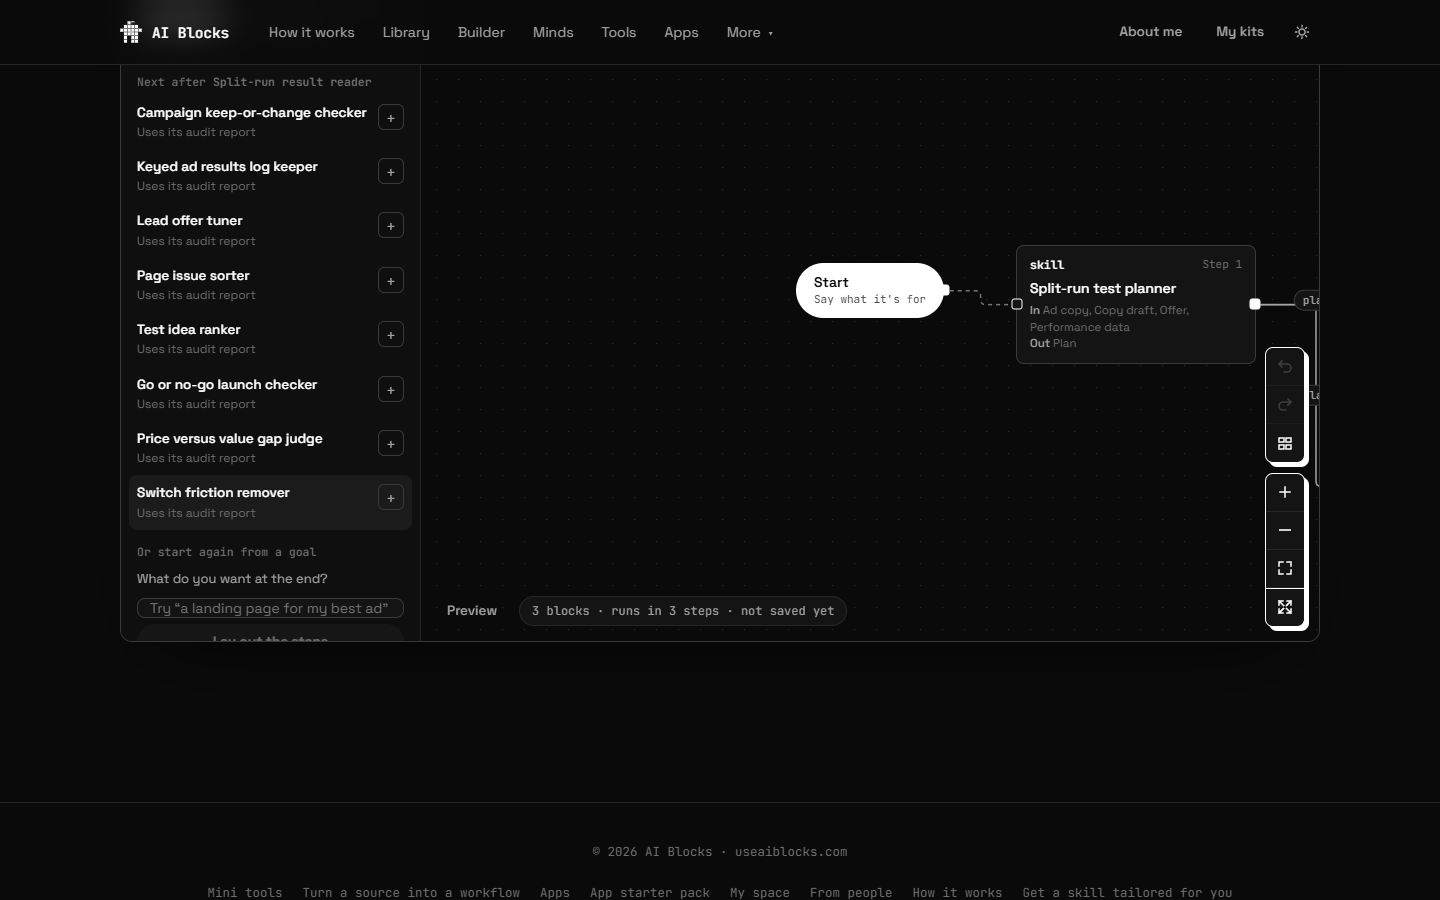 AI Blocks
How it works
Library
Builder
Minds
Tools
Apps
More
About me
My kits
Next after Split-run result reader
Campaign keep-or-change checker
Uses its audit report
Keyed ad results log keeper
Uses its audit report
Lead offer tuner
Uses its audit report
Page issue sorter
Uses its audit report
Test idea ranker
Uses its audit report
Go or no-go launch checker
Uses its audit report
Price versus value gap judge
Uses its audit report
Switch friction remover
Uses its audit report
Or start again from a goal
What do you want at the end?
Try “a landing page for my best ad”
Lay out the steps
Start
Say what it's for
skill
Step 1
Split-run test planner
In Ad copy, Copy draft, Offer,
Performance data
Out Plan
Preview
3 blocks · runs in 3 steps · not saved yet
© 2026 AI Blocks · useaiblocks.com
Mini tools
Turn a source into a workflow
Apps
App starter pack
My space
From people
How it works
Get a skill tailored for you